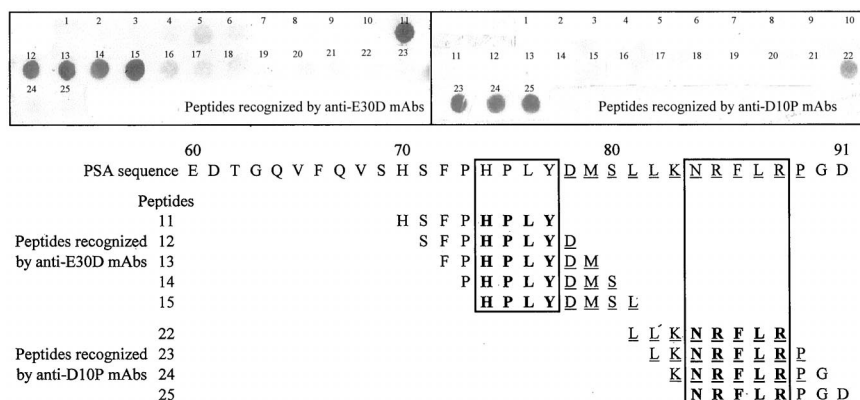 1 2 3 4 5 6 7 8 9 10 11
12 13 14 15 16 17 18 19 20 21 22 23
24 25
Peptides recognized by anti-E30D mAbs
1 2 3 4 5 6 7 8 9 10
11 12 13 14 15 16 17 18 19 20 21 22
23 24 25
Peptides recognized by anti-D10P mAbs
60 70 80 91
PSA sequence E D T G Q V F Q V S H S F P H P L Y D M S L L K N R F L R P G D
Peptides
11 H S F P H P L Y
Peptides recognized 12 S F P H P L Y D
by anti-E30D mAbs 13 F P H P L Y D M
14 P H P L Y D M S
15 H P L Y D M S L
22 L L K N R F L R
Peptides recognized 23 L K N R F L R P
by anti-D10P mAbs 24 K N R F L R P G
25 N R F L R P G D